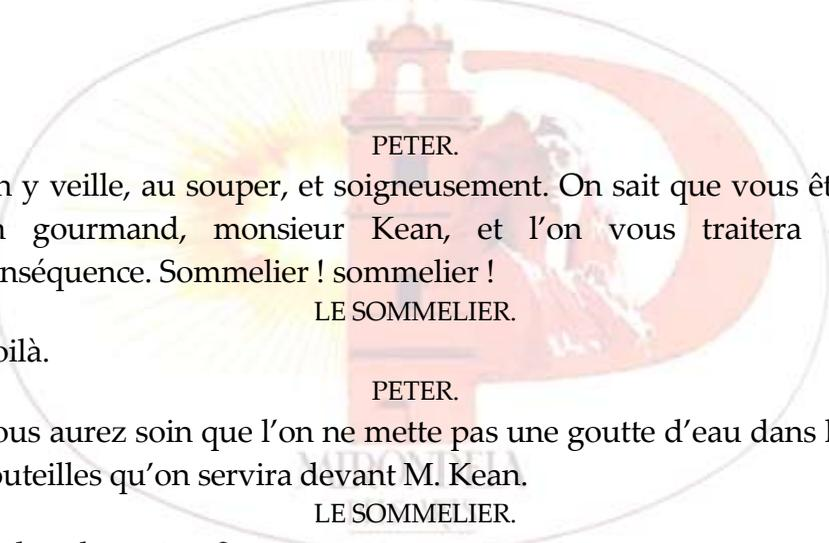 PETER.
y veille, au souper, et soigneusement. On sait que vous
gourmand, monsieur Kean, et l’on vous traitera
Sommelier ! sommelier !
LE SOMMELIER.
PETER.
aurez soin que l’on ne mette pas une goutte d’eau dans
qu’on servira devant M. Kean.
LE SOMMELIER.